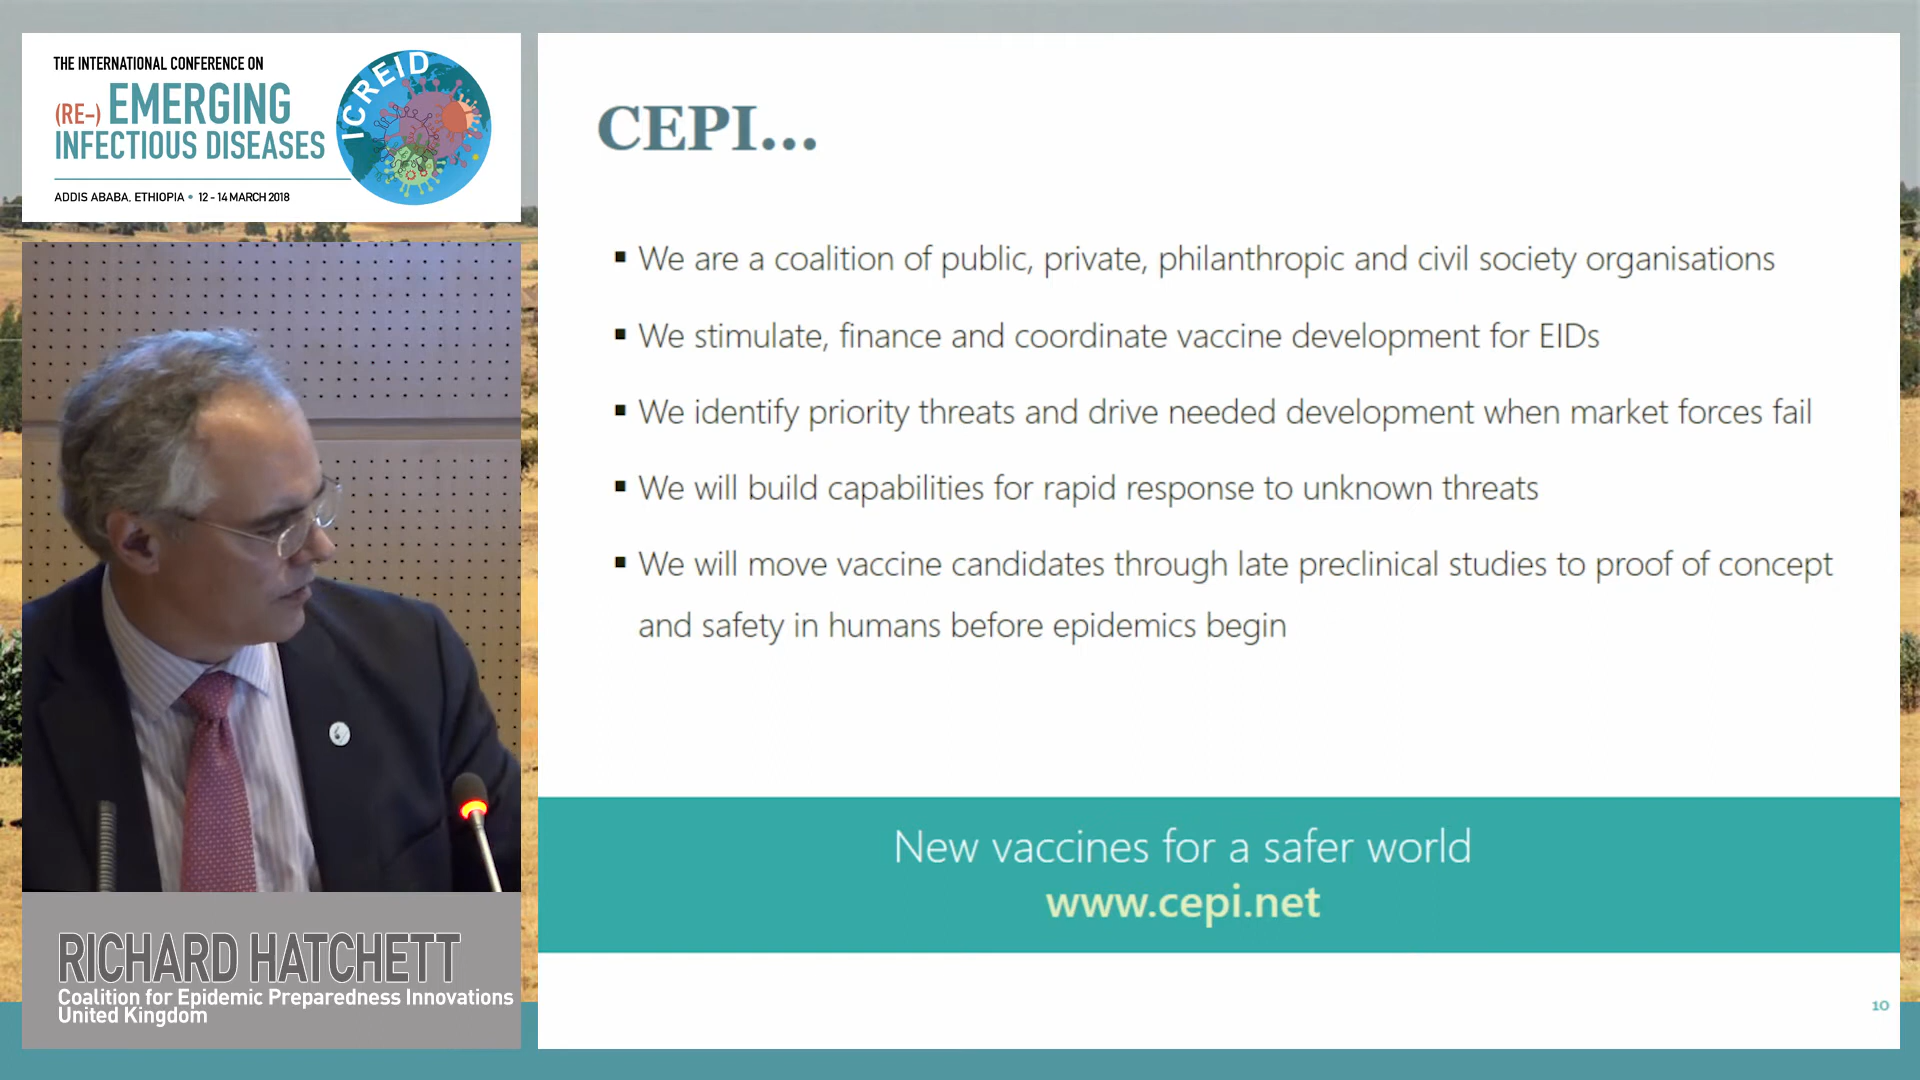 THE INTERNATIONAL CONFERENCE ON
(RE-) EMERGING
INFECTIOUS DISEASES
ADDIS ABABA, ETHIOPIA • 12 - 14 MARCH 2018
ICREID
RICHARD HATCHETT
Coalition for Epidemic Preparedness Innovations
United Kingdom
CEPI...
▪ We are a coalition of public, private, philanthropic and civil society organisations
▪ We stimulate, finance and coordinate vaccine development for EIDs
▪ We identify priority threats and drive needed development when market forces fail
▪ We will build capabilities for rapid response to unknown threats
▪ We will move vaccine candidates through late preclinical studies to proof of concept
and safety in humans before epidemics begin
New vaccines for a safer world
www.cepi.net
10